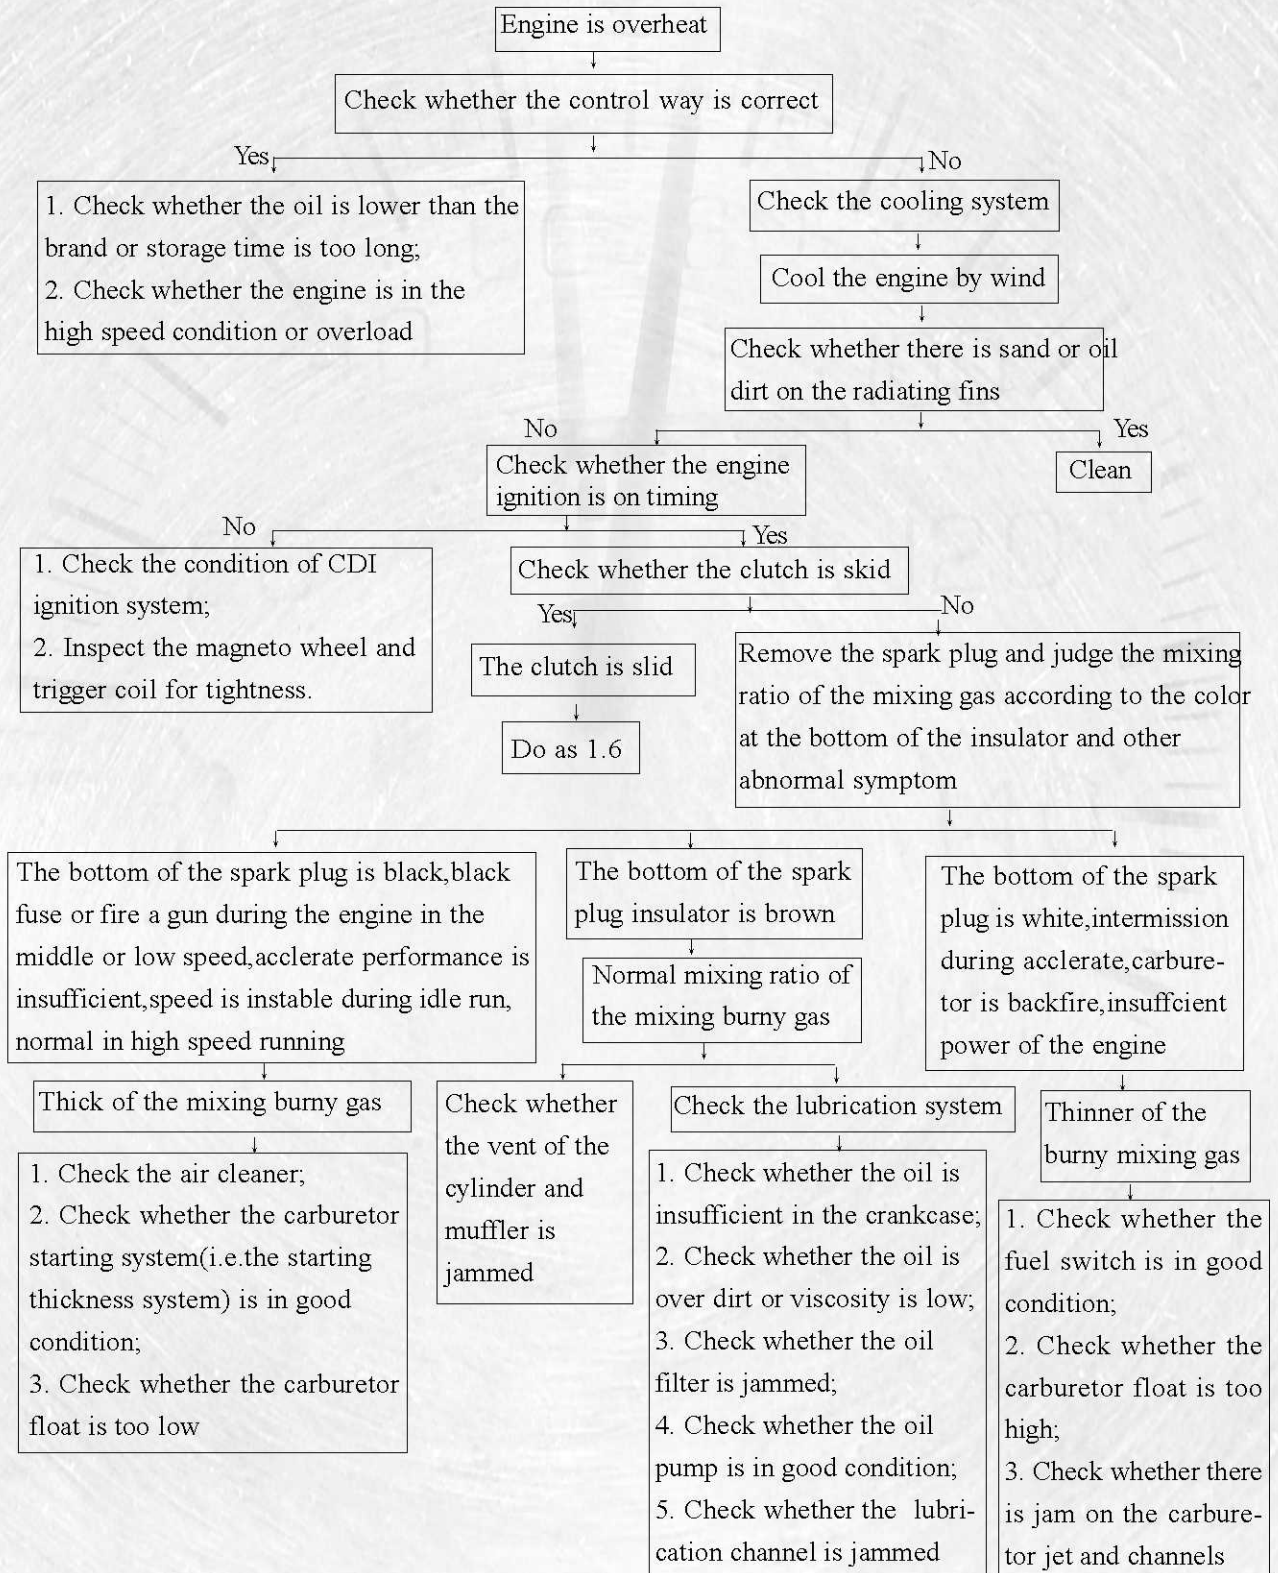 Engine is overheat
Check whether the control way is correct
Yes
No
1. Check whether the oil is lower than the
brand or storage time is too long;
2. Check whether the engine is in the
high speed condition or overload
Check the cooling system
Cool the engine by wind
Check whether there is sand or oil
dirt on the radiating fins
No
Yes
Check whether the engine
ignition is on timing
Clean
No
Yes
1. Check the condition of CDI
ignition system;
2. Inspect the magneto wheel and
trigger coil for tightness.
Check whether the clutch is skid
Yes
No
The clutch is slid
Do as 1.6
Remove the spark plug and judge the mixing
ratio of the mixing gas according to the color
at the bottom of the insulator and other
abnormal symptom
The bottom of the spark plug is black,black
fuse or fire a gun during the engine in the
middle or low speed,acclerate performance is
insufficient,speed is instable during idle run,
normal in high speed running
The bottom of the spark
plug insulator is brown
The bottom of the spark
plug is white,intermission
during acclerate,carbure-
tor is backfire,insuffcient
power of the engine
Normal mixing ratio of
the mixing burny gas
Thick of the mixing burny gas
Check whether
the vent of the
cylinder and
muffler is
jammed
Check the lubrication system
Thinner of the
burny mixing gas
1. Check the air cleaner;
2. Check whether the carburetor
starting system(i.e.the starting
thickness system) is in good
condition;
3. Check whether the carburetor
float is too low
1. Check whether the oil is
insufficient in the crankcase;
2. Check whether the oil is
over dirt or viscosity is low;
3. Check whether the oil
filter is jammed;
4. Check whether the oil
pump is in good condition;
5. Check whether the lubri-
cation channel is jammed
1. Check whether the
fuel switch is in good
condition;
2. Check whether the
carburetor float is too
high;
3. Check whether there
is jam on the carbure-
tor jet and channels